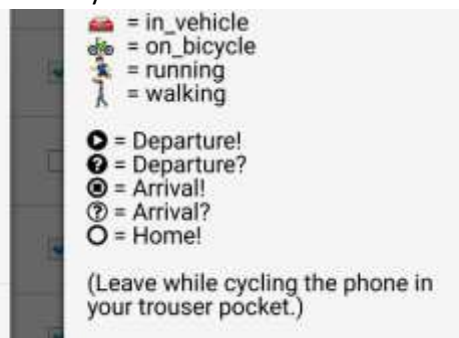 = in_vehicle
= on_bicycle
= running
= walking
= Departure!
= Departure?
= Arrival!
= Arrival?
= Home!
(Leave while cycling the phone in
your trouser pocket.)